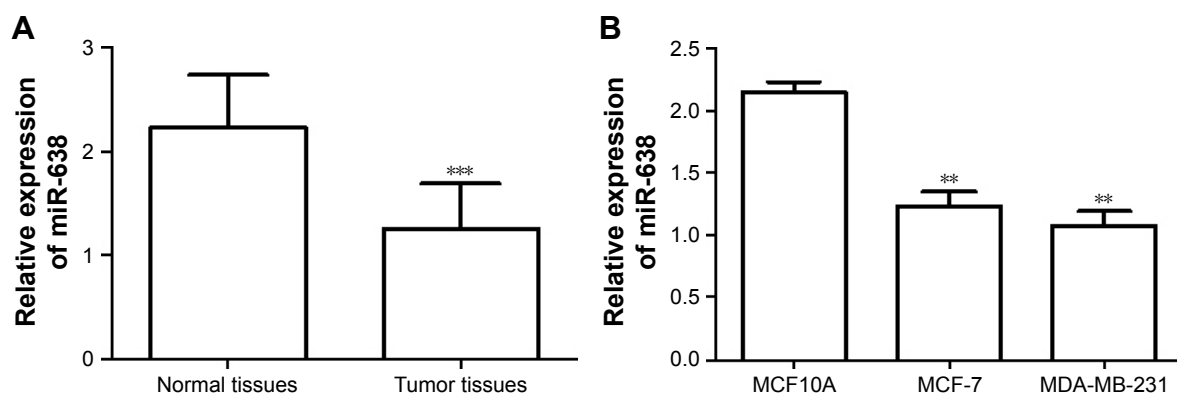 A
Relative expression
of miR-638
3
2
1
0
***
Normal tissues
Tumor tissues
B
Relative expression
of miR-638
2.5
2.0
1.5
1.0
0.5
0.0
**
**
MCF10A
MCF-7
MDA-MB-231